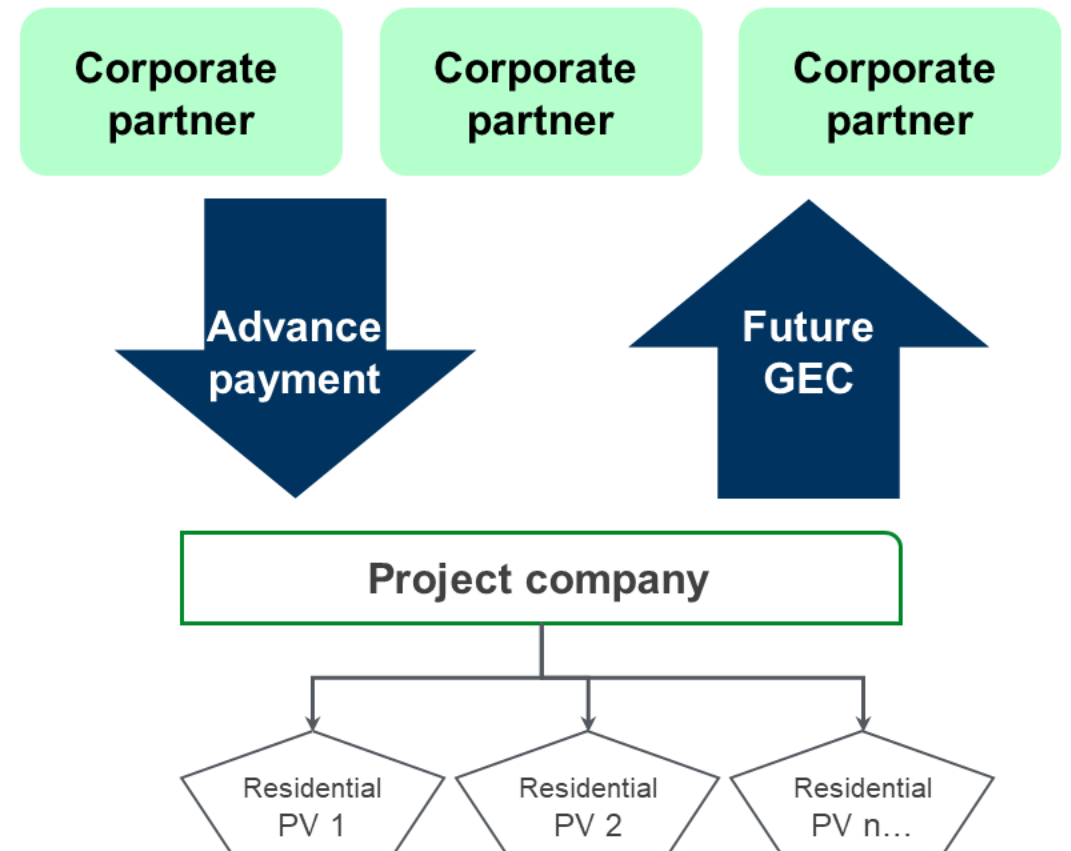 Corporate
partner
Corporate
partner
Corporate
partner
Advance
payment
Future
GEC
Project company
Residential
PV 1
Residential
PV 2
Residential
PV n…